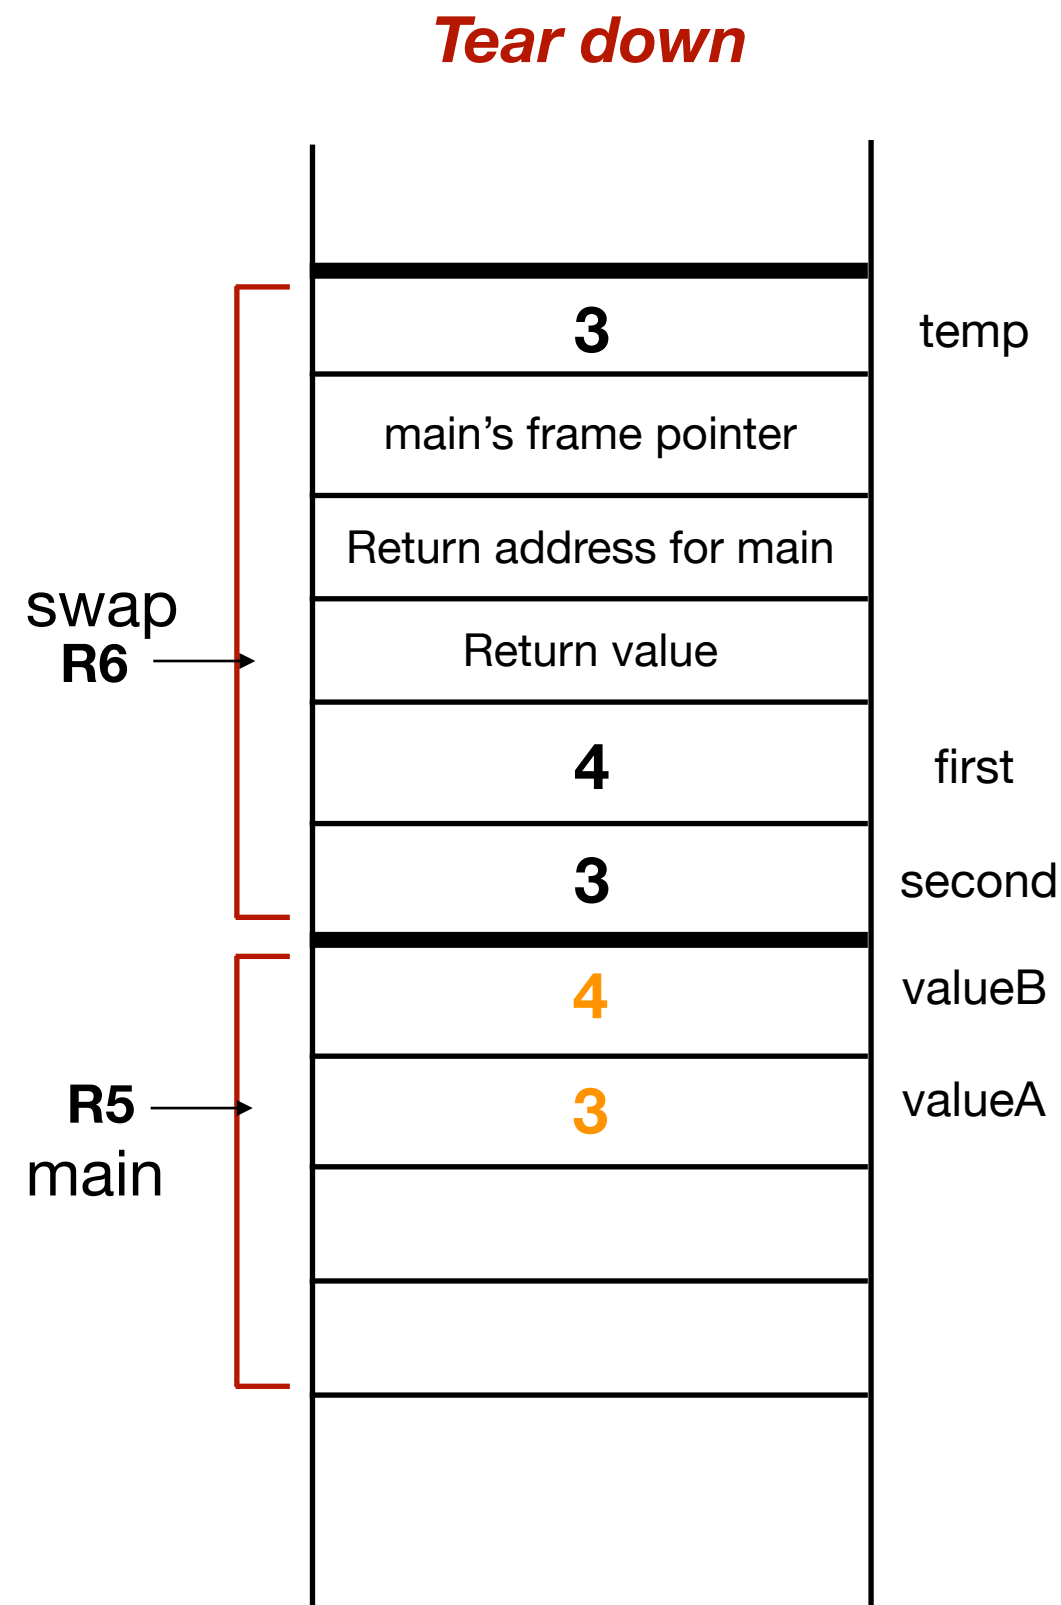 Tear down
3 temp
main’s frame pointer
Return address for main
swap
R6
Return value
4 first
3 second
4 valueB
R5
3 valueA
main